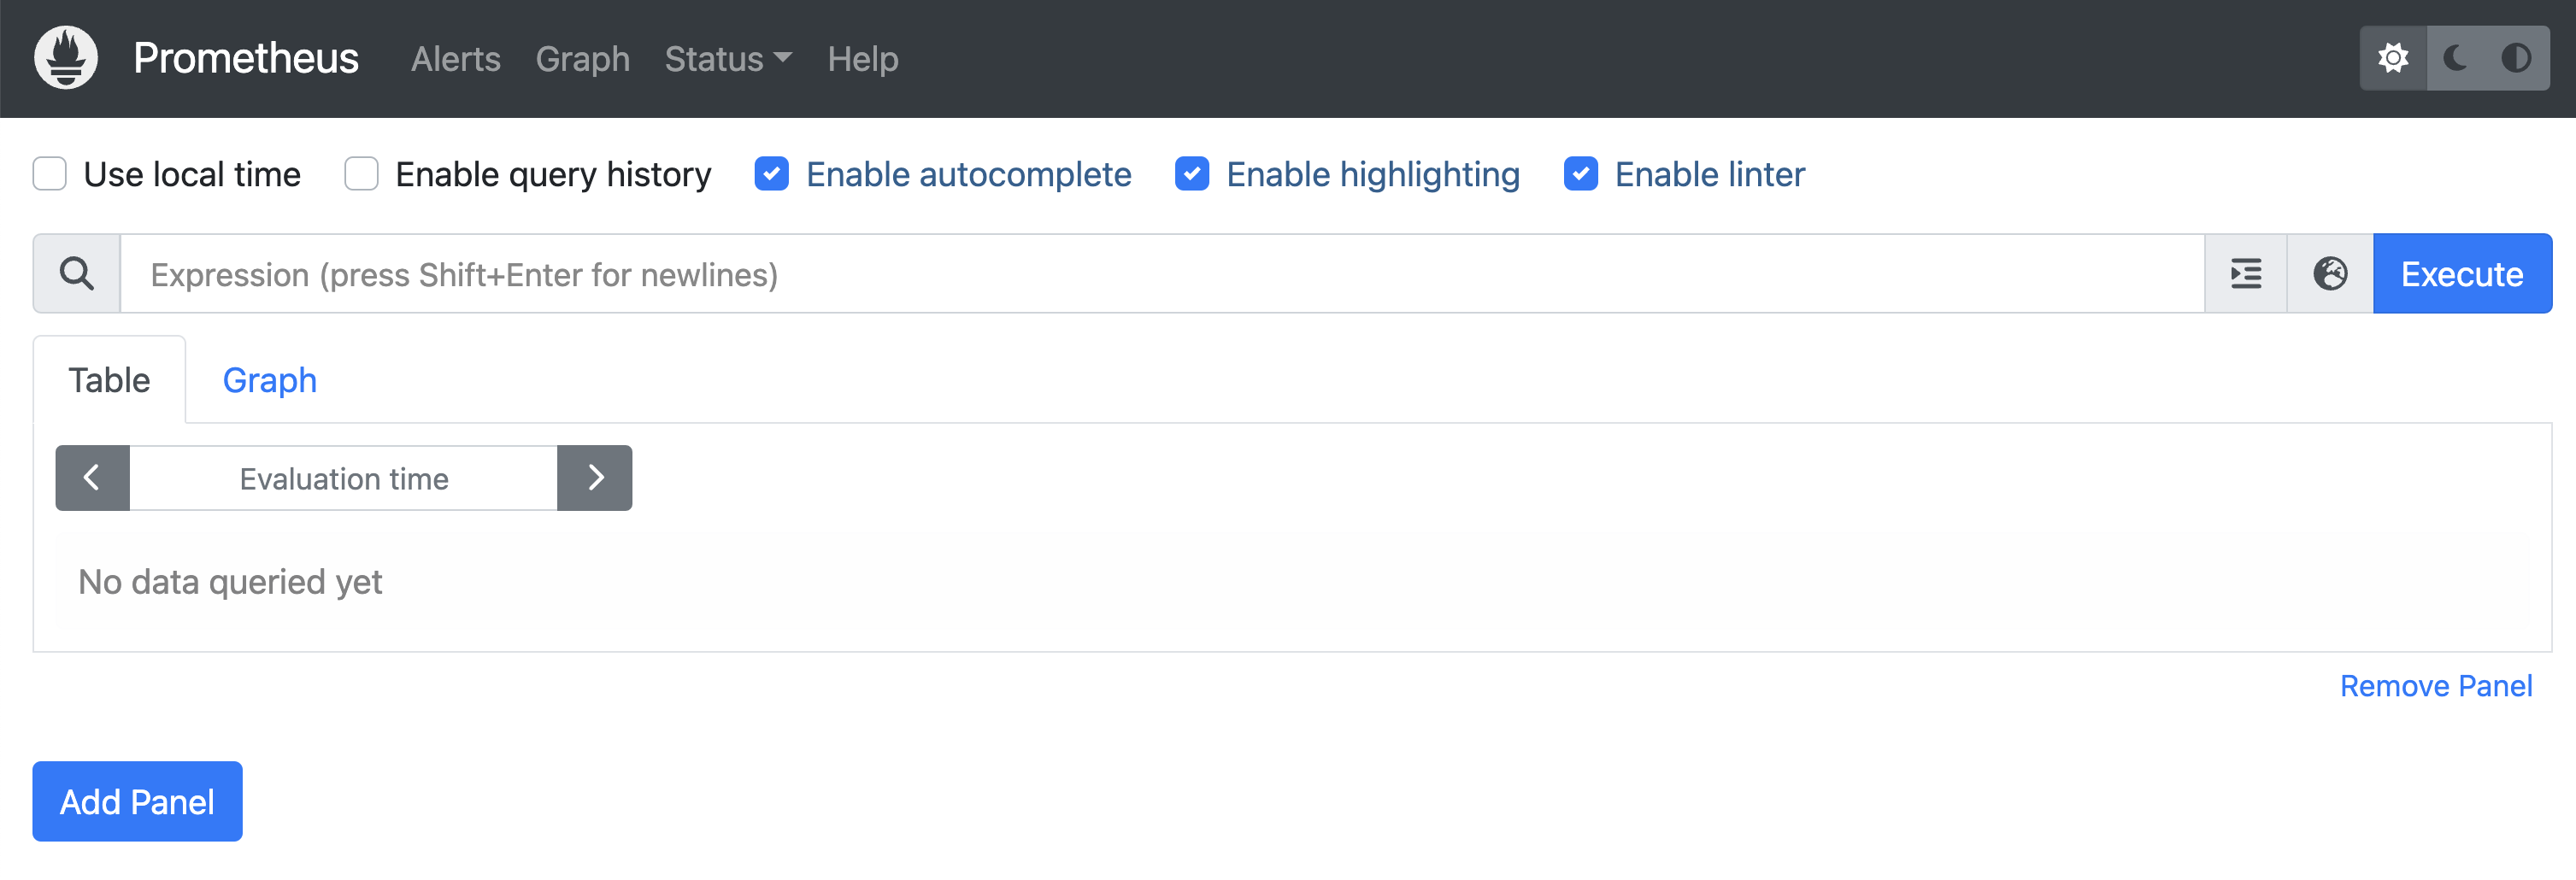 Prometheus Alerts Graph Status Help
Use local time Enable query history Enable autocomplete Enable highlighting Enable linter
Expression (press Shift+Enter for newlines) Execute
Table Graph
Evaluation time
No data queried yet
Remove Panel
Add Panel